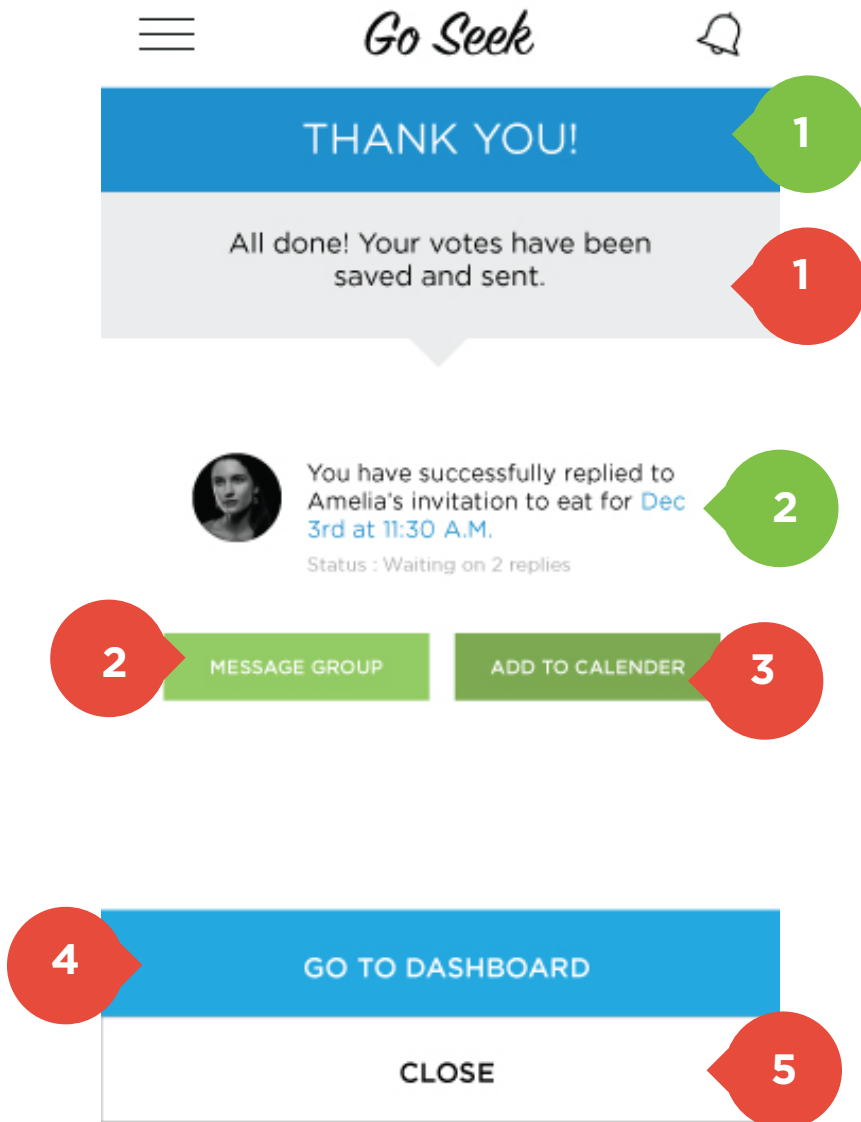 Go Seek
THANK YOU!
1
All done! Your votes have been
saved and sent.
1
You have successfully replied to
Amelia's invitation to eat for Dec
3rd at 11:30 A.M.
2
Status : Waiting on 2 replies
2
MESSAGE GROUP
ADD TO CALENDER
3
4
GO TO DASHBOARD
CLOSE
5